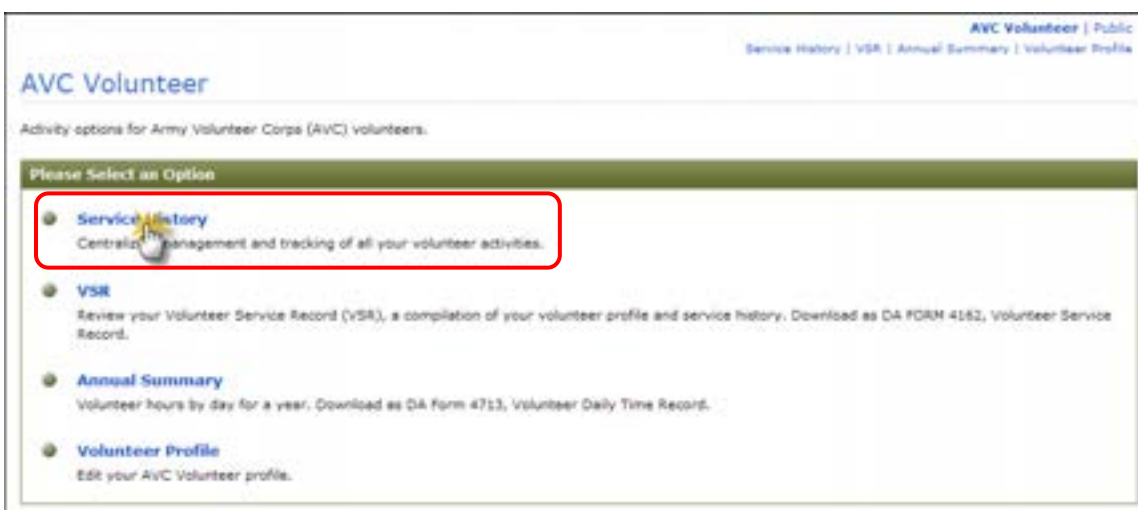 AVC Volunteer | Public
Service History | VSR | Annual Summary | Volunteer Profile
AVC Volunteer
Activity options for Army Volunteer Corps (AVC) volunteers.
Please Select an Option
Service History
Centralized management and tracking of all your volunteer activities.
VSR
Review your Volunteer Service Record (VSR), a compilation of your volunteer profile and service history. Download as DA FORM 4162, Volunteer Service
Record.
Annual Summary
Volunteer hours by day for a year. Download as DA Form 4713, Volunteer Daily Time Record.
Volunteer Profile
Edit your AVC Volunteer profile.